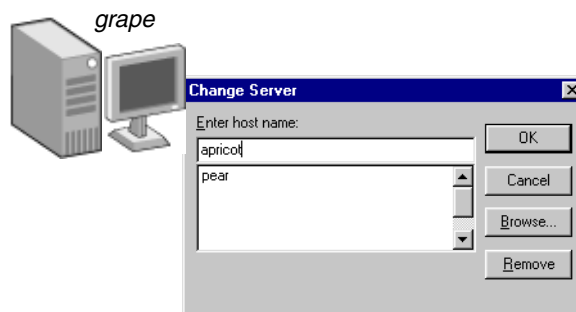 grape
Change Server
Enter host name:
apricot
OK
pear
Cancel
Browse...
Remove